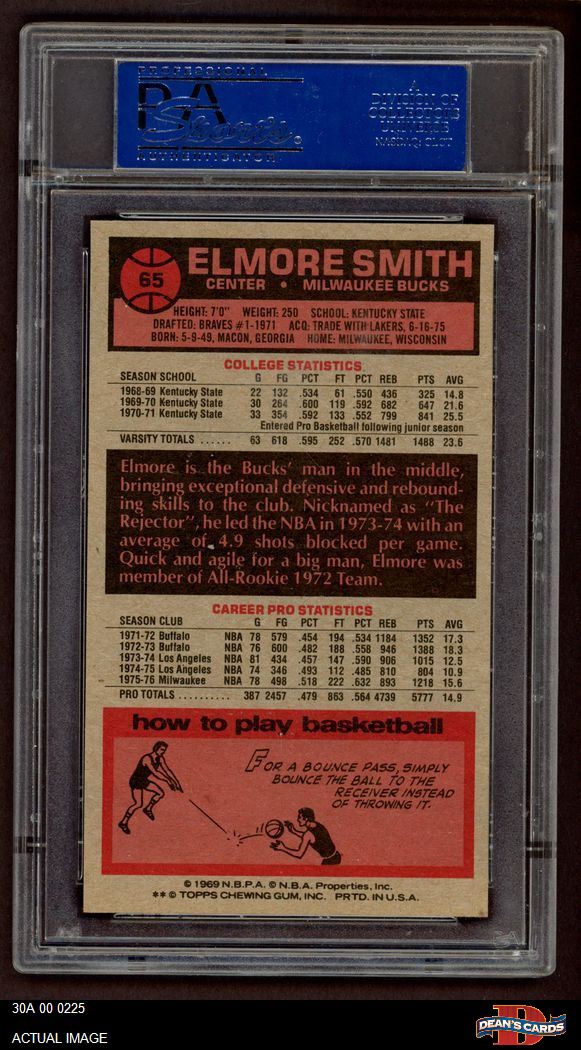 PROFESSIONAL
PSA
Sports
AUTHENTICATOR
A
DIVISION OF
COLLECTORS
UNIVERSE
NASDAQ: CLCT
65
ELMORE SMITH
CENTER • MILWAUKEE BUCKS
HEIGHT: 7'0" WEIGHT: 250 SCHOOL: KENTUCKY STATE
DRAFTED: BRAVES #1-1971 ACQ: TRADE WITH LAKERS, 6-16-75
BORN: 5-9-49, MACON, GEORGIA HOME: MILWAUKEE, WISCONSIN
COLLEGE STATISTICS
SEASON SCHOOL G FG PCT FT PCT REB PTS AVG
1968-69 Kentucky State 22 132 .534 61 .550 436 325 14.8
1969-70 Kentucky State 30 264 .600 119 .592 682 647 21.6
1970-71 Kentucky State 33 354 .592 133 .552 799 841 25.5
Entered Pro Basketball following junior season
VARSITY TOTALS ...... 63 618 .595 252 .570 1481 1488 23.6
Elmore is the Bucks' man in the middle,
bringing exceptional defensive and rebound-
ing skills to the club. Nicknamed as "The
Rejector", he led the NBA in 1973-74 with an
average of 4.9 shots blocked per game.
Quick and agile for a big man, Elmore was
member of All-Rookie 1972 Team.
CAREER PRO STATISTICS
SEASON CLUB G FG PCT FT PCT REB PTS AVG
1971-72 Buffalo NBA 78 579 .454 194 .534 1184 1352 17.3
1972-73 Buffalo NBA 76 600 .482 188 .558 946 1388 18.3
1973-74 Los Angeles NBA 81 434 .457 147 .590 906 1015 12.5
1974-75 Los Angeles NBA 74 346 .493 112 .485 810 804 10.9
1975-76 Milwaukee NBA 78 498 .518 222 .632 893 1218 15.6
PRO TOTALS .......... 387 2457 .479 863 .564 4739 5777 14.9
how to play basketball
FOR A BOUNCE PASS, SIMPLY
BOUNCE THE BALL TO THE
RECEIVER INSTEAD
OF THROWING IT.
© 1969 N.B.P.A. © N.B.A. Properties, Inc.
** © TOPPS CHEWING GUM, INC. PRTD. IN U.S.A.
30A 00 0225
ACTUAL IMAGE
D
DEAN'S CARDS